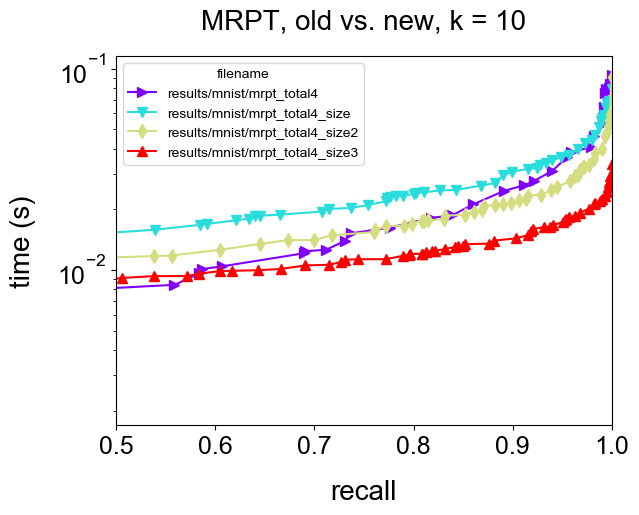 MRPT, old vs. new, k = 10
filename
results/mnist/mrpt_total4
results/mnist/mrpt_total4_size
results/mnist/mrpt_total4_size2
results/mnist/mrpt_total4_size3
time (s)
10⁻¹
10⁻²
0.5 0.6 0.7 0.8 0.9 1.0
recall